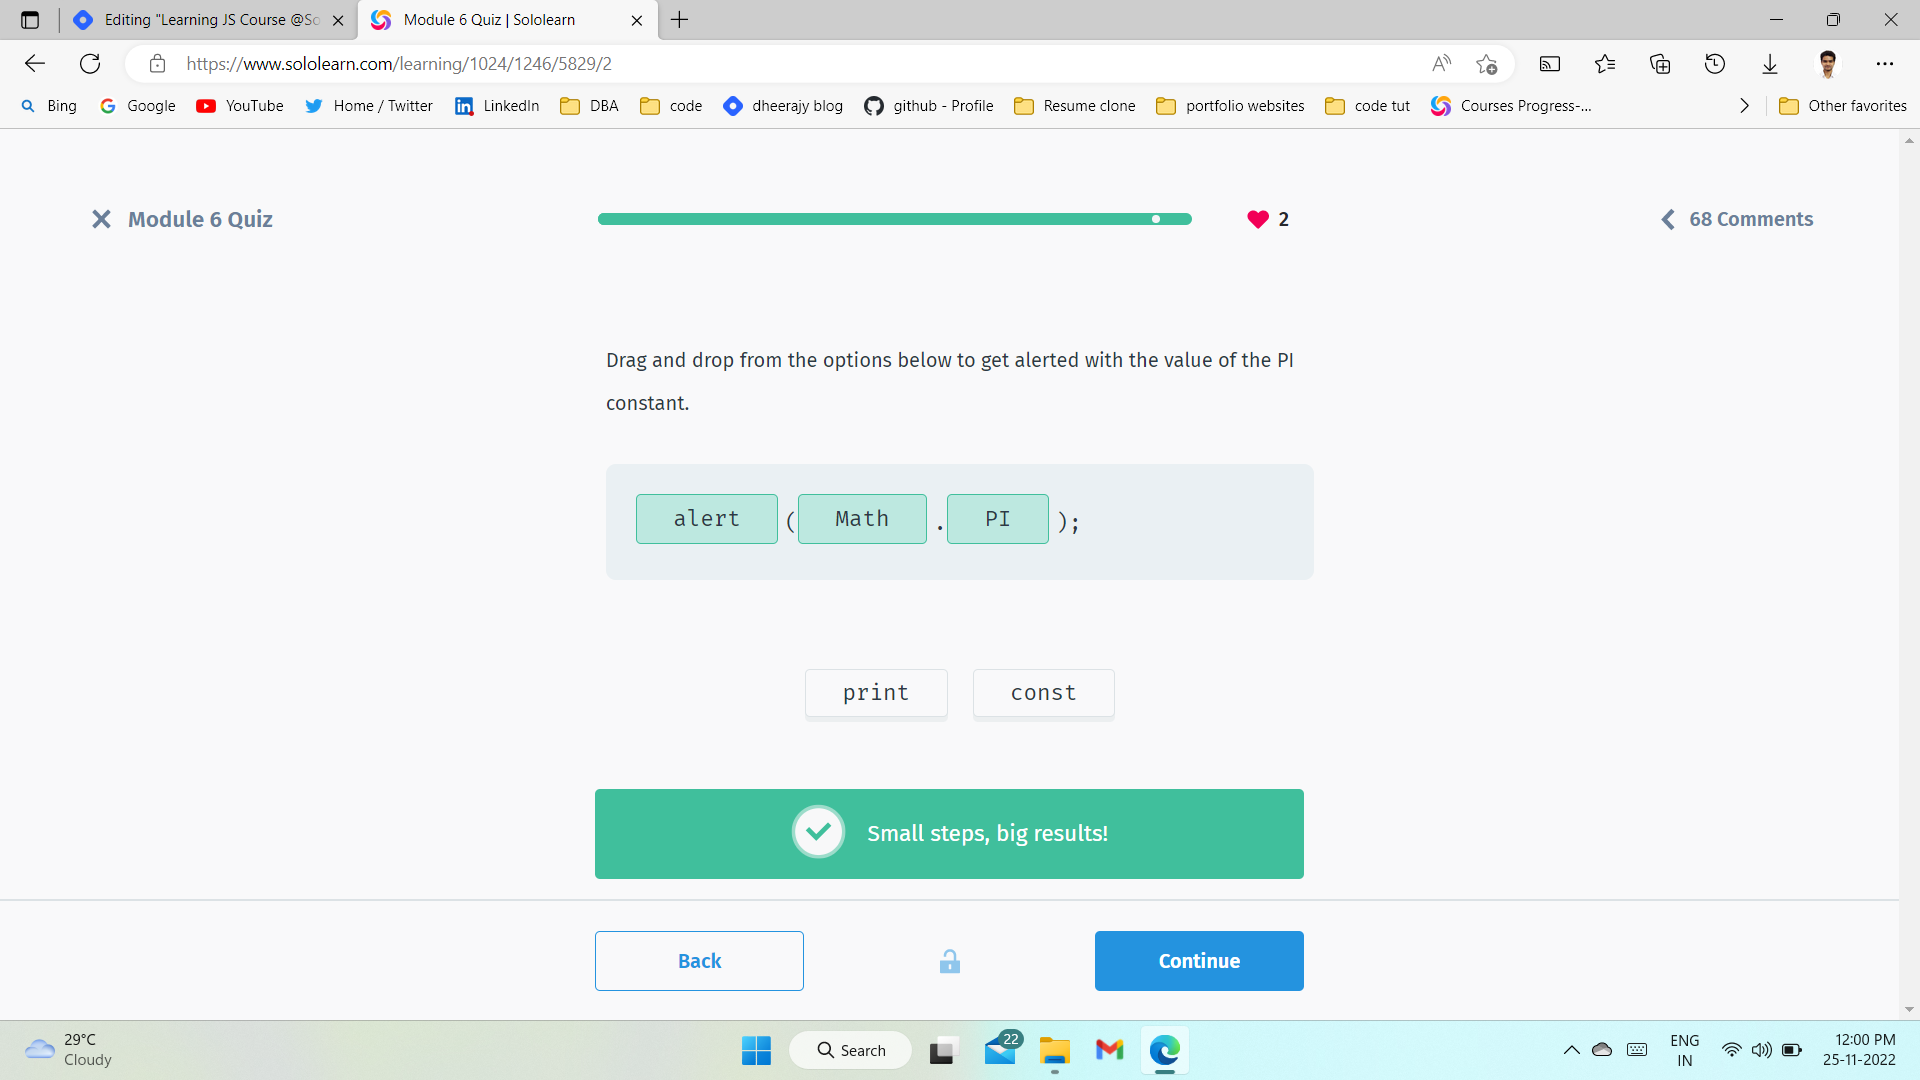 Editing "Learning JS Course @So
Module 6 Quiz | Sololearn
https://www.sololearn.com/learning/1024/1246/5829/2
Bing
Google
YouTube
Home / Twitter
LinkedIn
DBA
code
dheerajy blog
github - Profile
Resume clone
portfolio websites
code tut
Courses Progress-...
Other favorites
Module 6 Quiz
2
68 Comments
Drag and drop from the options below to get alerted with the value of the PI
constant.
alert ( Math . PI );
print const
Small steps, big results!
Back
Continue
29°C
Cloudy
Search
22
ENG
IN
12:00 PM
25-11-2022